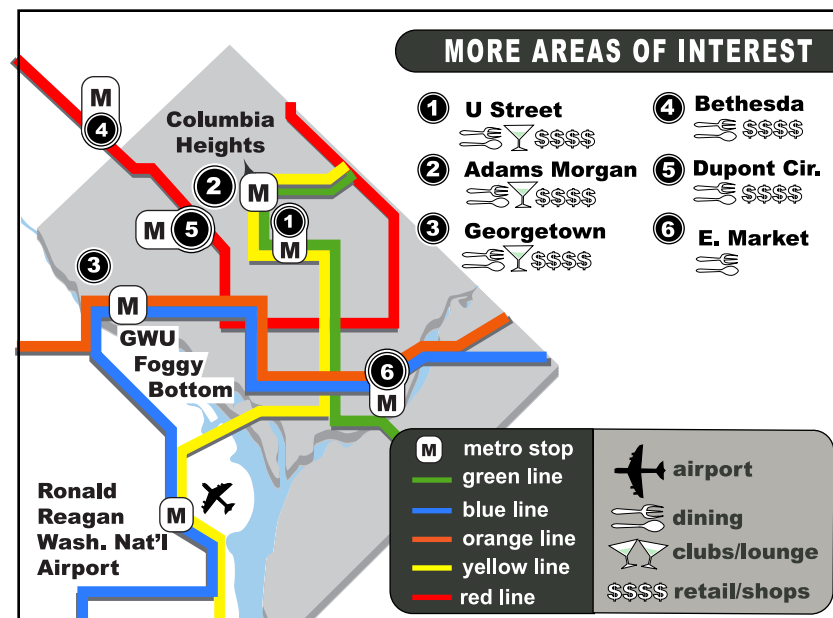 MORE AREAS OF INTEREST
1 U Street
$$$$
2 Adams Morgan
$$$$
3 Georgetown
$$$$
4 Bethesda
$$$$
5 Dupont Cir.
$$$$
6 E. Market
M
4
Columbia
Heights
2
M
1
M
M 5
3
M
GWU
Foggy
Bottom
6
M
Ronald
Reagan
Wash. Nat'l
Airport
M
M metro stop
green line
blue line
orange line
yellow line
red line
airport
dining
clubs/lounge
$$$$ retail/shops